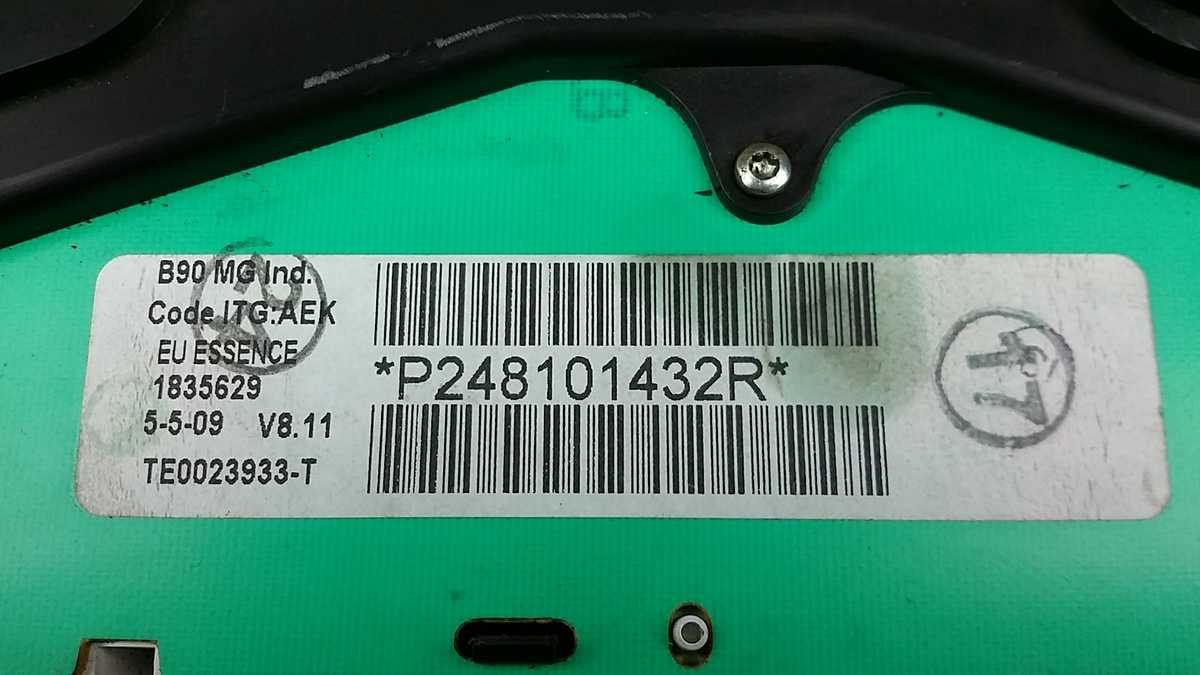 B90 MG Ind.
Code ITG:AEK
EU ESSENCE
1835629
5-5-09 V8.11
TE0023933-T
*P248101432R*